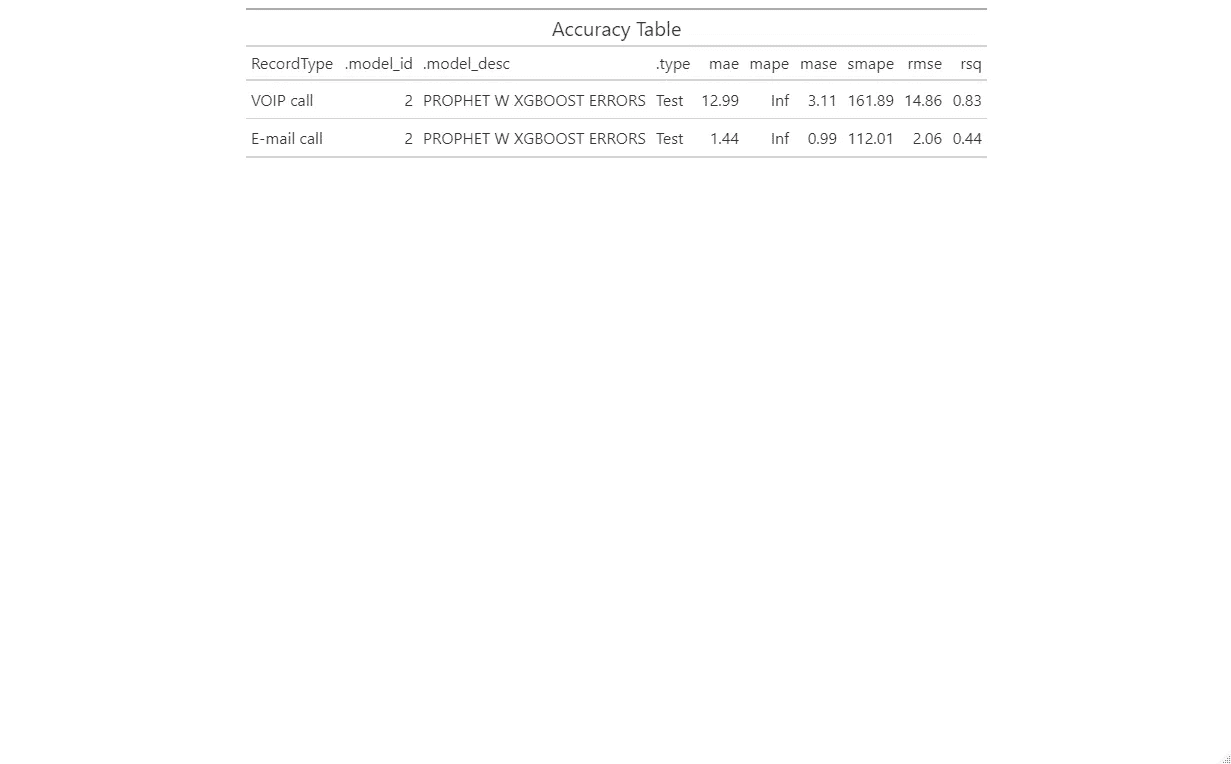 Accuracy Table
RecordType .model_id .model_desc .type mae mape mase smape rmse rsq
VOIP call 2 PROPHET W XGBOOST ERRORS Test 12.99 Inf 3.11 161.89 14.86 0.83
E-mail call 2 PROPHET W XGBOOST ERRORS Test 1.44 Inf 0.99 112.01 2.06 0.44